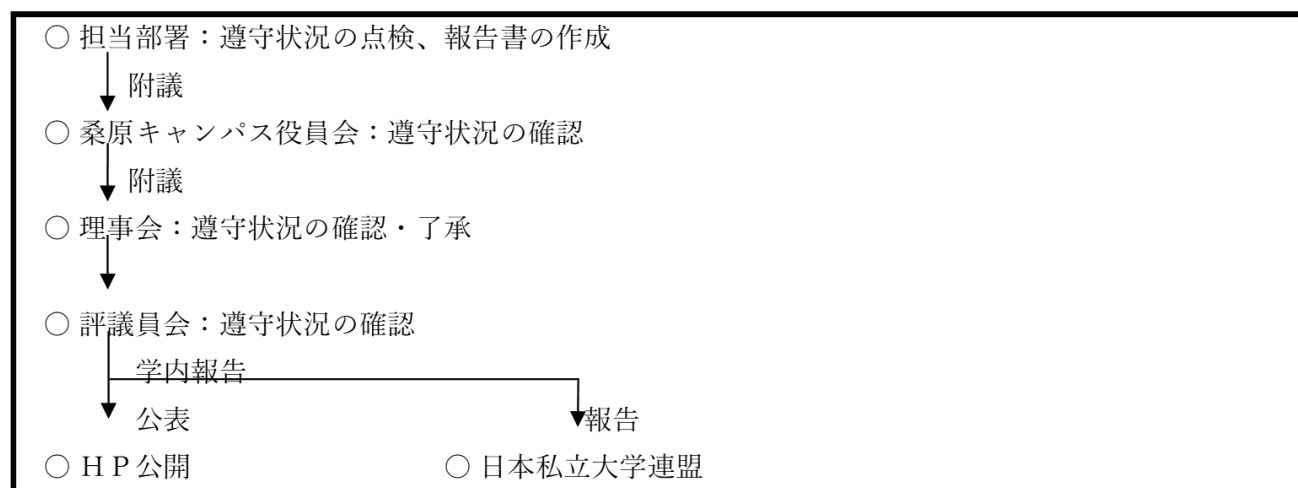 ○ 担当部署：遵守状況の点検、報告書の作成
附議
○ 桑原キャンパス役員会：遵守状況の確認
附議
○ 理事会：遵守状況の確認・了承
○ 評議員会：遵守状況の確認
学内報告
公表 報告
○ ＨＰ公開 ○ 日本私立大学連盟